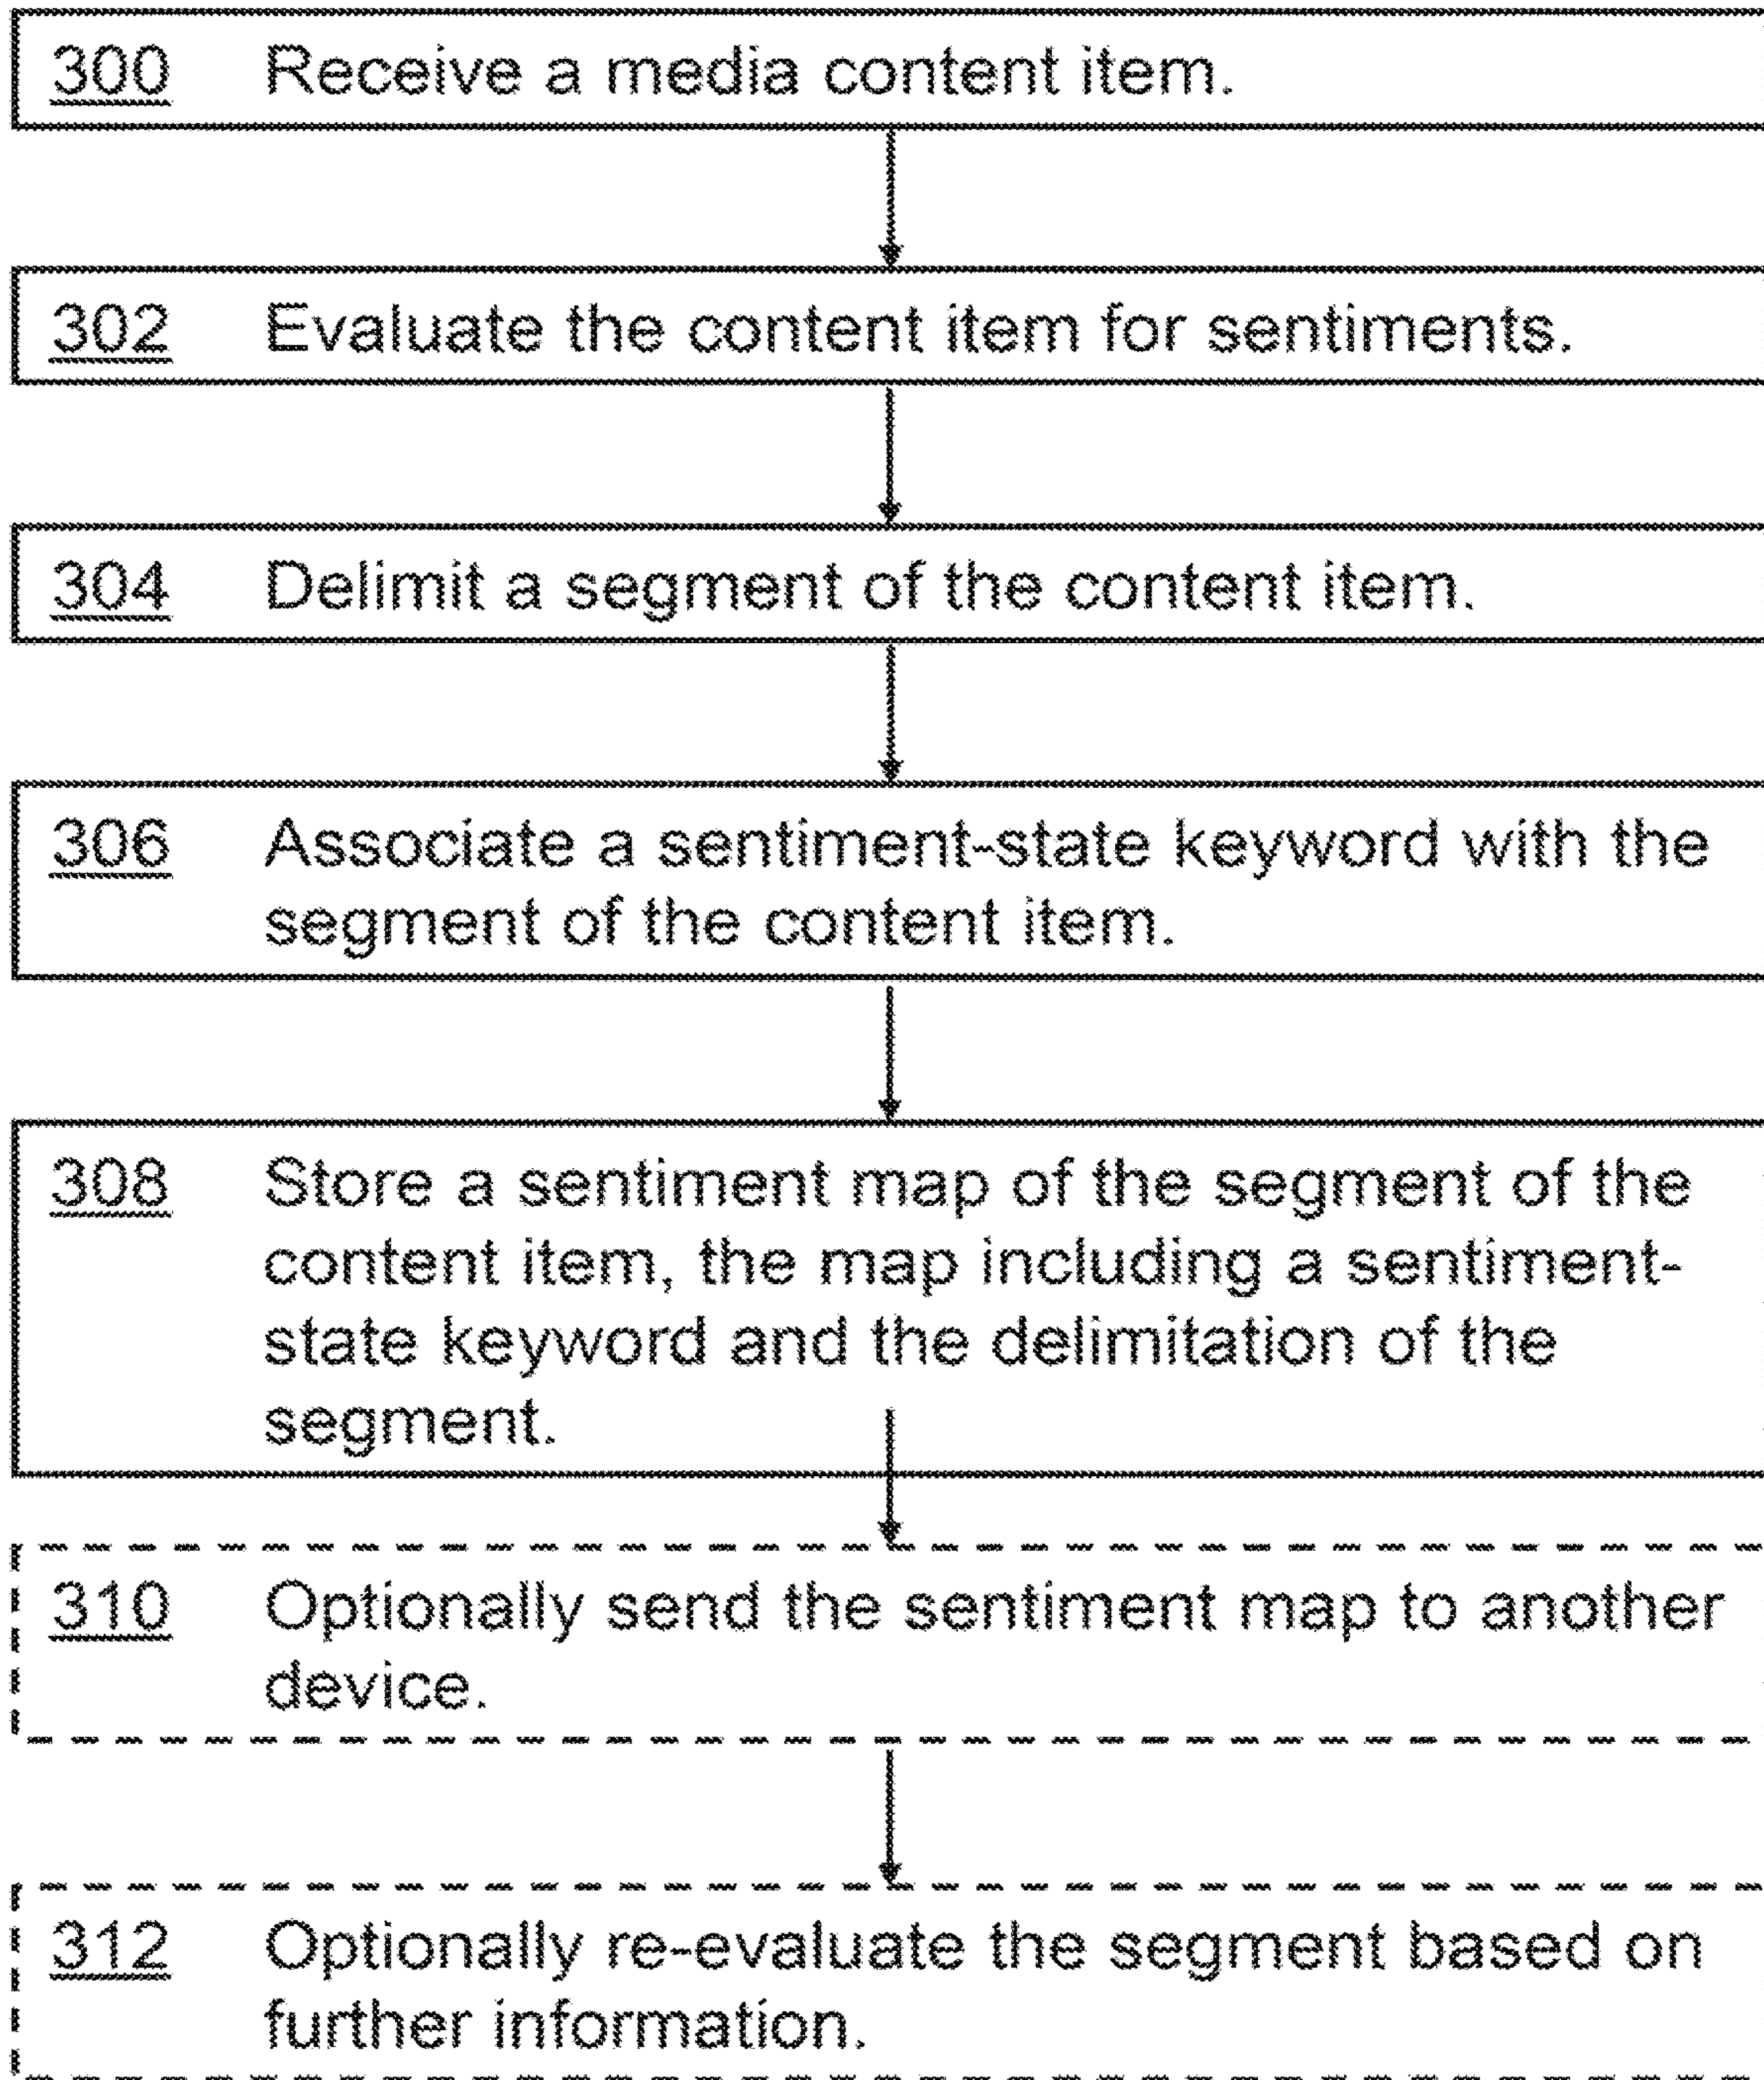 300 Receive a media content item.
302 Evaluate the content item for sentiments.
304 Delimit a segment of the content item.
306 Associate a sentiment-state keyword with the
segment of the content item.
308 Store a sentiment map of the segment of the
content item, the map including a sentiment-
state keyword and the delimitation of the
segment.
310 Optionally send the sentiment map to another
device.
312 Optionally re-evaluate the segment based on
further information.